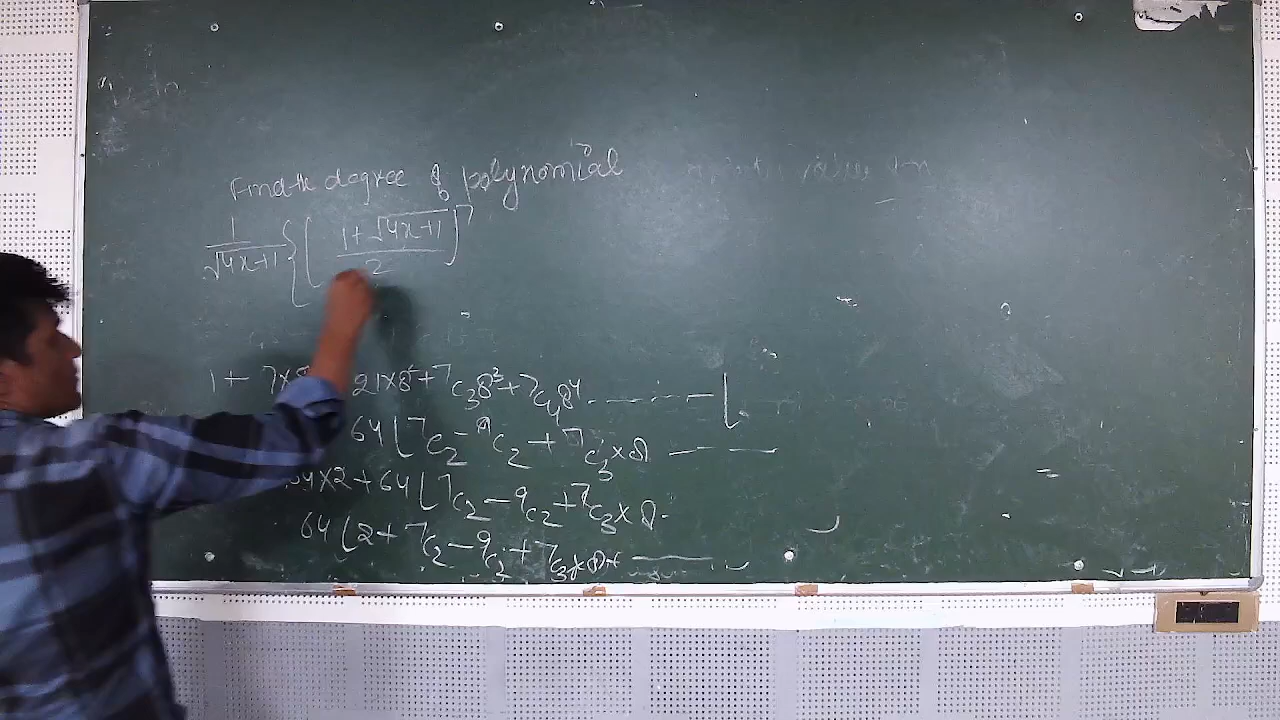 Find the degree of polynomial
1/√4x+1 { [ (1+√4x+1)/2 ]^7
1 + 7×8 21×8² + ⁷C₃8³ + ⁷C₄8⁴ ------- ].
64[⁷C₂ - ⁹C₂ + ⁷C₃×8 -- --
64×2+64[⁷C₂ - ⁹C₂ + ⁷C₃×8.
64[2+ ⁷C₂ - ⁹C₂ + ⁷C₃×8+ ----